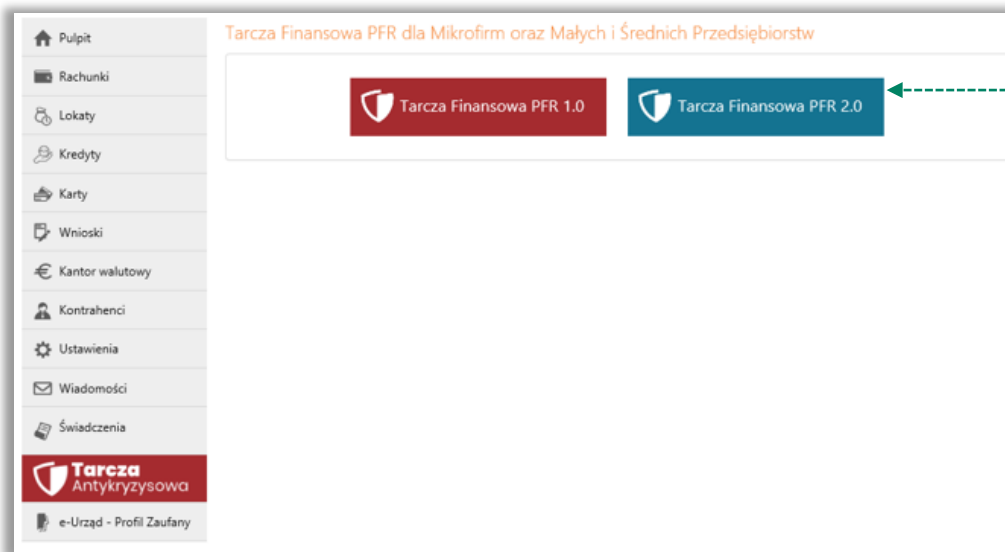 Pulpit
Rachunki
Lokaty
Kredyty
Karty
Wnioski
Kantor walutowy
Kontrahenci
Ustawienia
Wiadomości
Świadczenia
Tarcza
Antykryzysowa
e-Urząd - Profil Zaufany
Tarcza Finansowa PFR dla Mikrofirm oraz Małych i Średnich Przedsiębiorstw
Tarcza Finansowa PFR 1.0
Tarcza Finansowa PFR 2.0